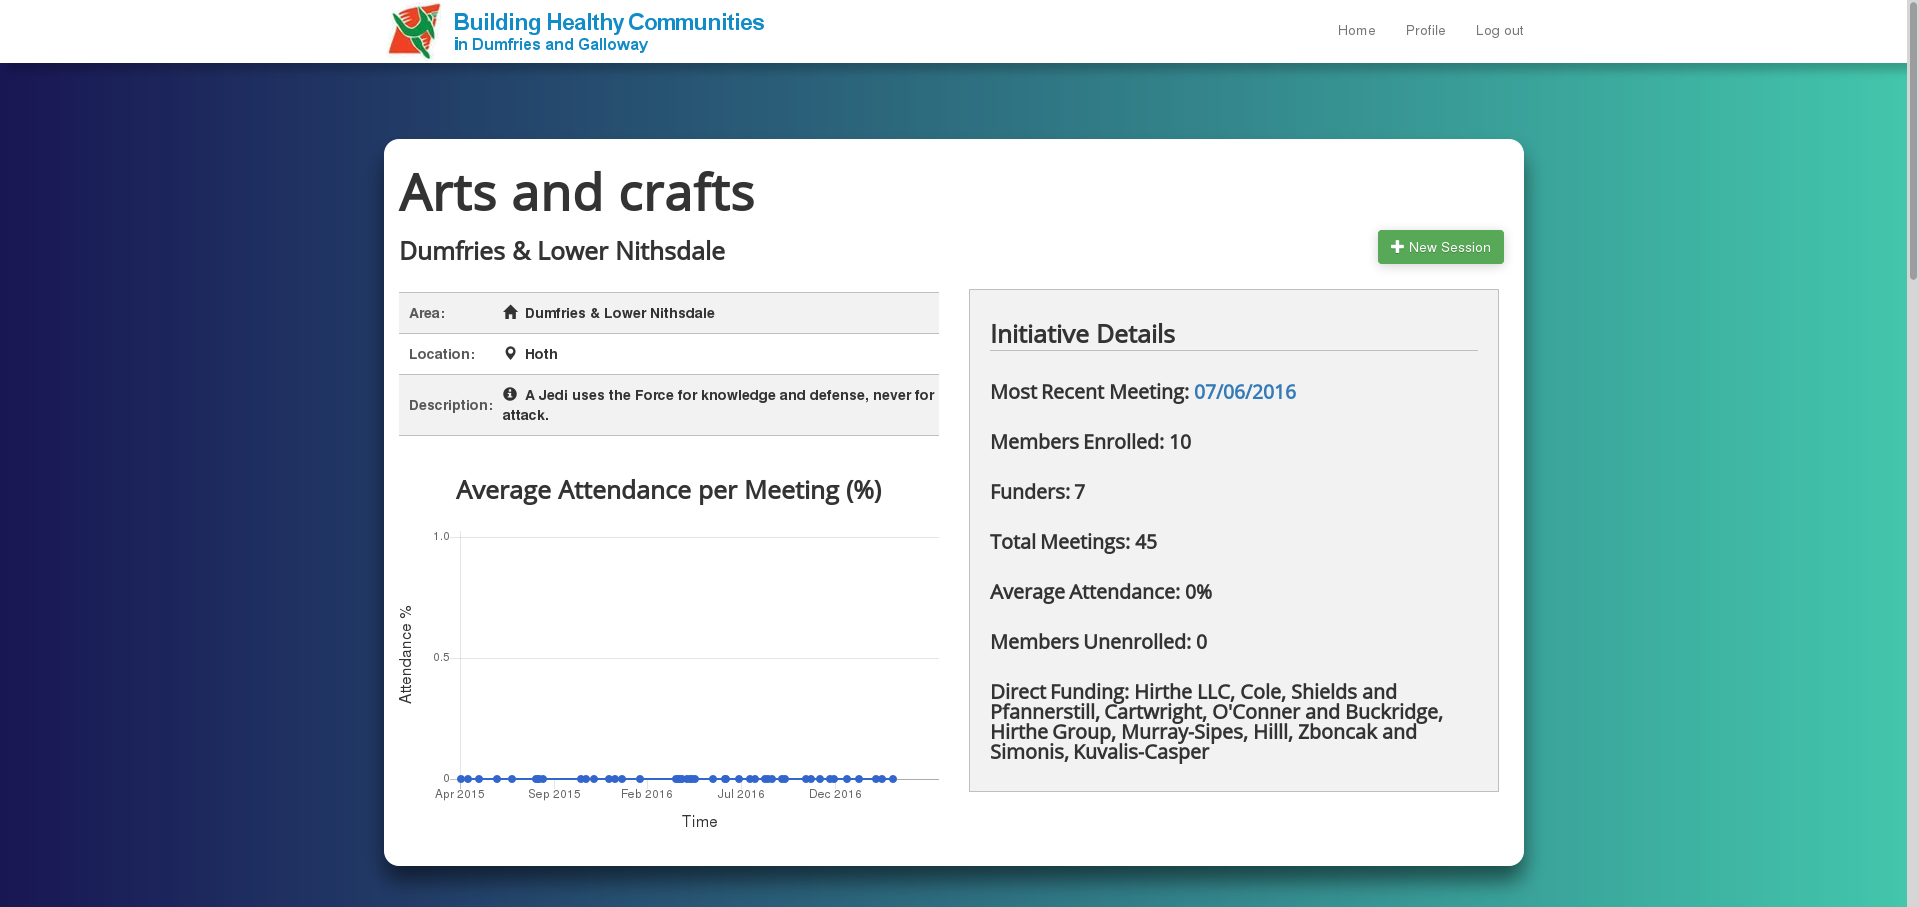 Building Healthy Communities
in Dumfries and Galloway
Home
Profile
Log out
Arts and crafts
Dumfries & Lower Nithsdale
New Session
Area:
Dumfries & Lower Nithsdale
Location:
Hoth
Description:
A Jedi uses the Force for knowledge and defense, never for
attack.
Average Attendance per Meeting (%)
Attendance %
1.0
0.5
0
Apr 2015
Sep 2015
Feb 2016
Jul 2016
Dec 2016
Time
Initiative Details
Most Recent Meeting: 07/06/2016
Members Enrolled: 10
Funders: 7
Total Meetings: 45
Average Attendance: 0%
Members Unenrolled: 0
Direct Funding: Hirthe LLC, Cole, Shields and
Pfannerstill, Cartwright, O'Conner and Buckridge,
Hirthe Group, Murray-Sipes, Hilll, Zboncak and
Simonis, Kuvalis-Casper